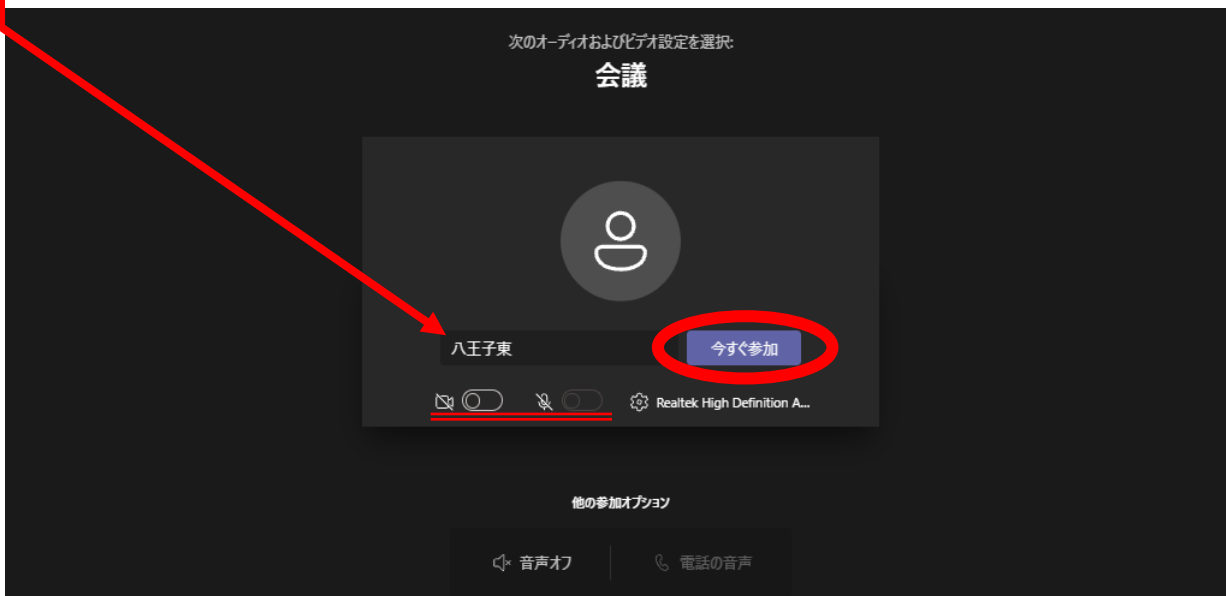 次のオーディオおよびビデオ設定を選択:
会議
八王子東
今すぐ参加
Realtek High Definition A...
他の参加オプション
音声オフ
電話の音声